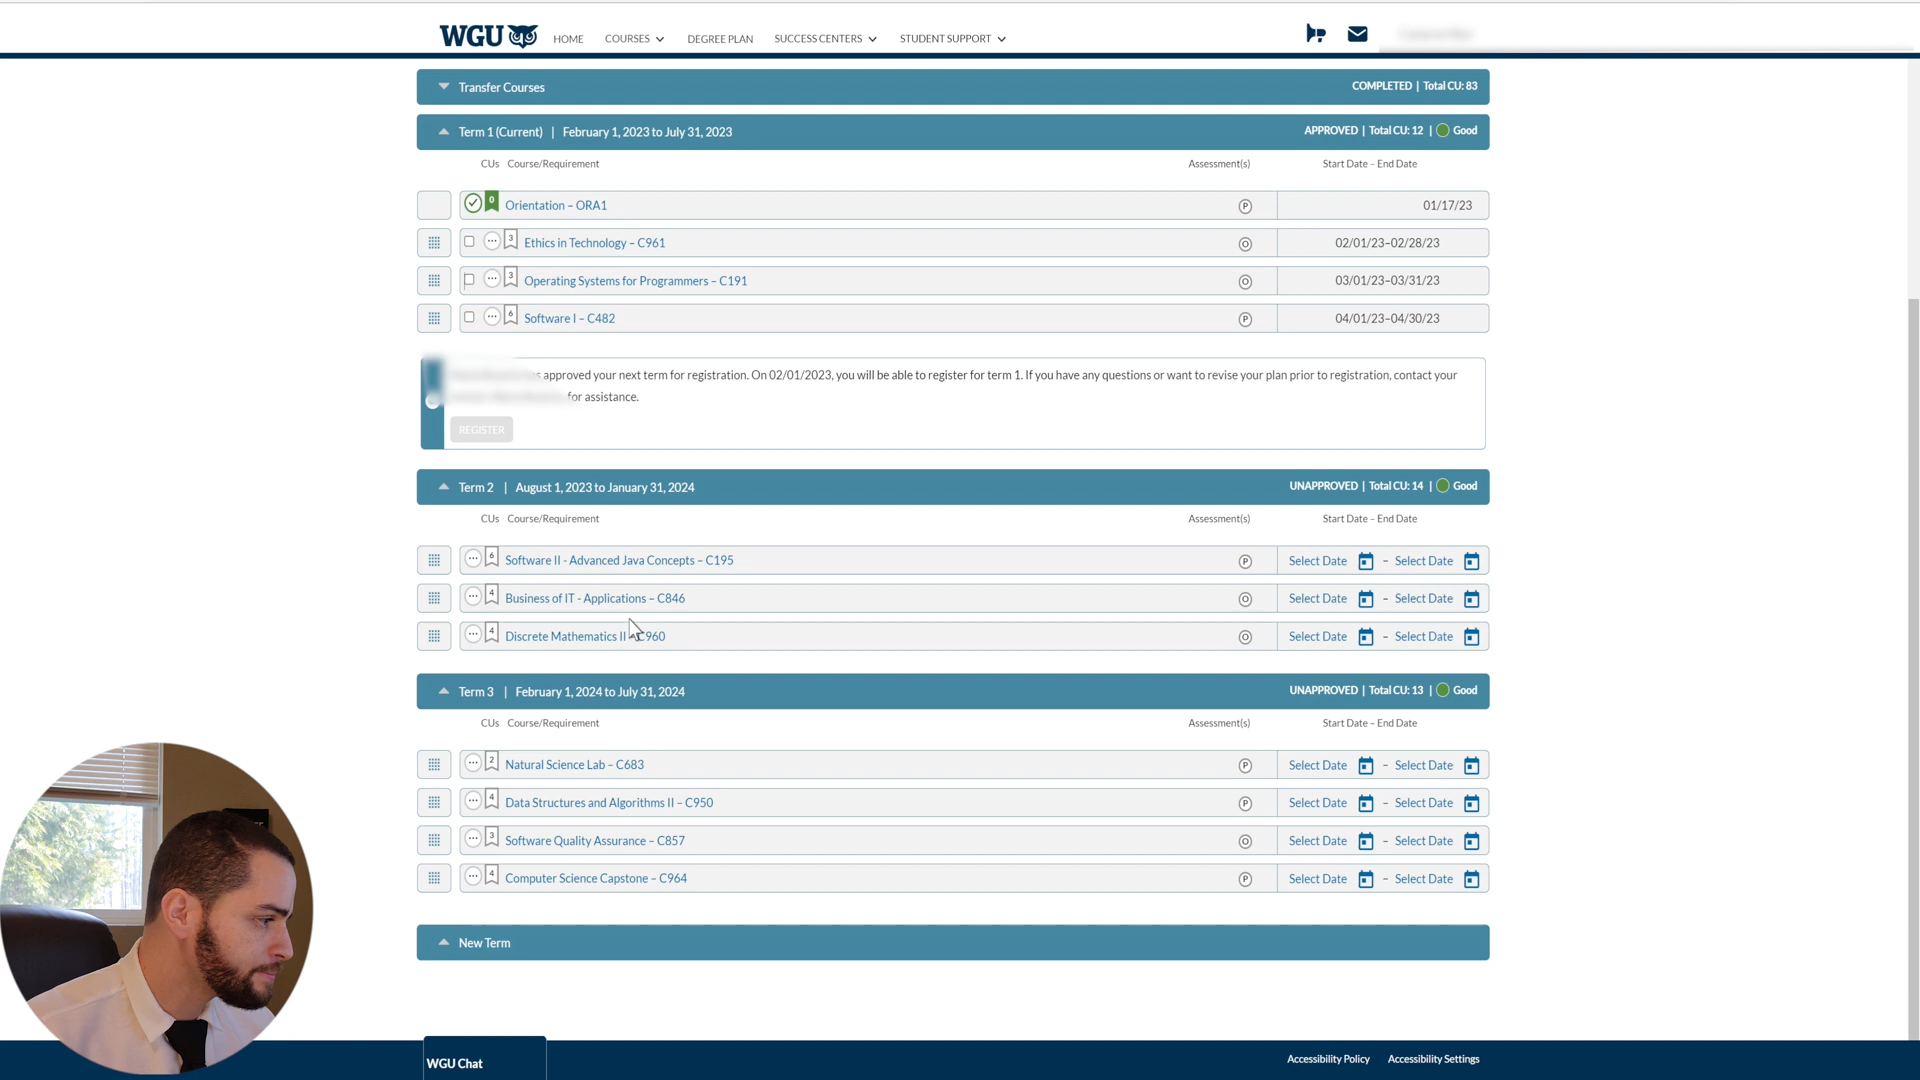 WGU HOME COURSES DEGREE PLAN SUCCESS CENTERS STUDENT SUPPORT
Transfer Courses COMPLETED | Total CU: 83
Term 1 (Current) | February 1, 2023 to July 31, 2023 APPROVED | Total CU: 12 | Good
CUs Course/Requirement Assessment(s) Start Date – End Date
0 Orientation – ORA1 P 01/17/23
3 Ethics in Technology – C961 O 02/01/23–02/28/23
3 Operating Systems for Programmers – C191 O 03/01/23–03/31/23
6 Software I – C482 P 04/01/23–04/30/23
approved your next term for registration. On 02/01/2023, you will be able to register for term 1. If you have any questions or want to revise your plan prior to registration, contact your
for assistance.
REGISTER
Term 2 | August 1, 2023 to January 31, 2024 UNAPPROVED | Total CU: 14 | Good
CUs Course/Requirement Assessment(s) Start Date – End Date
6 Software II - Advanced Java Concepts – C195 P Select Date – Select Date
4 Business of IT - Applications – C846 O Select Date – Select Date
4 Discrete Mathematics II – C960 O Select Date – Select Date
Term 3 | February 1, 2024 to July 31, 2024 UNAPPROVED | Total CU: 13 | Good
CUs Course/Requirement Assessment(s) Start Date – End Date
2 Natural Science Lab – C683 P Select Date – Select Date
4 Data Structures and Algorithms II – C950 P Select Date – Select Date
3 Software Quality Assurance – C857 O Select Date – Select Date
4 Computer Science Capstone – C964 P Select Date – Select Date
New Term
WGU Chat Accessibility Policy Accessibility Settings